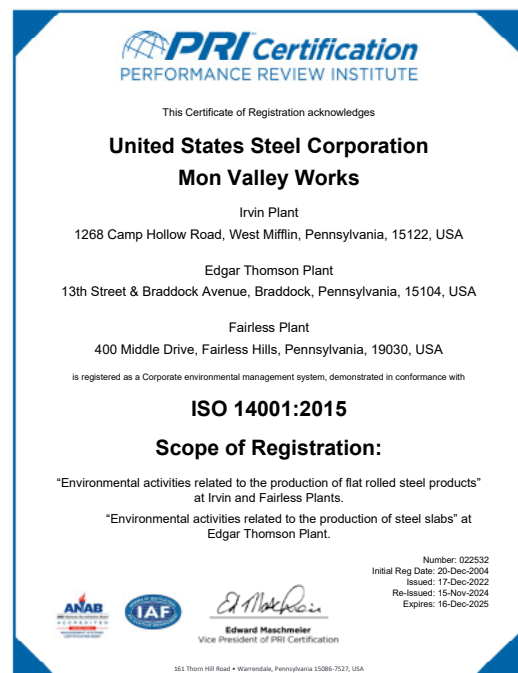 PRI Certification
PERFORMANCE REVIEW INSTITUTE
This Certificate of Registration acknowledges
United States Steel Corporation
Mon Valley Works
Irvin Plant
1268 Camp Hollow Road, West Mifflin, Pennsylvania, 15122, USA
Edgar Thomson Plant
13th Street & Braddock Avenue, Braddock, Pennsylvania, 15104, USA
Fairless Plant
400 Middle Drive, Fairless Hills, Pennsylvania, 19030, USA
is registered as a Corporate environmental management system, demonstrated in conformance with
ISO 14001:2015
Scope of Registration:
“Environmental activities related to the production of flat rolled steel products”
at Irvin and Fairless Plants.
“Environmental activities related to the production of steel slabs” at
Edgar Thomson Plant.
Number: 022532
Initial Reg Date: 20-Dec-2004
Issued: 17-Dec-2022
Re-Issued: 15-Nov-2024
Expires: 16-Dec-2025
ANAB
ACCREDITED
IAF
Edward Maschmeier
Vice President of PRI Certification
161 Thorn Hill Road • Warrendale, Pennsylvania 15086-7527, USA